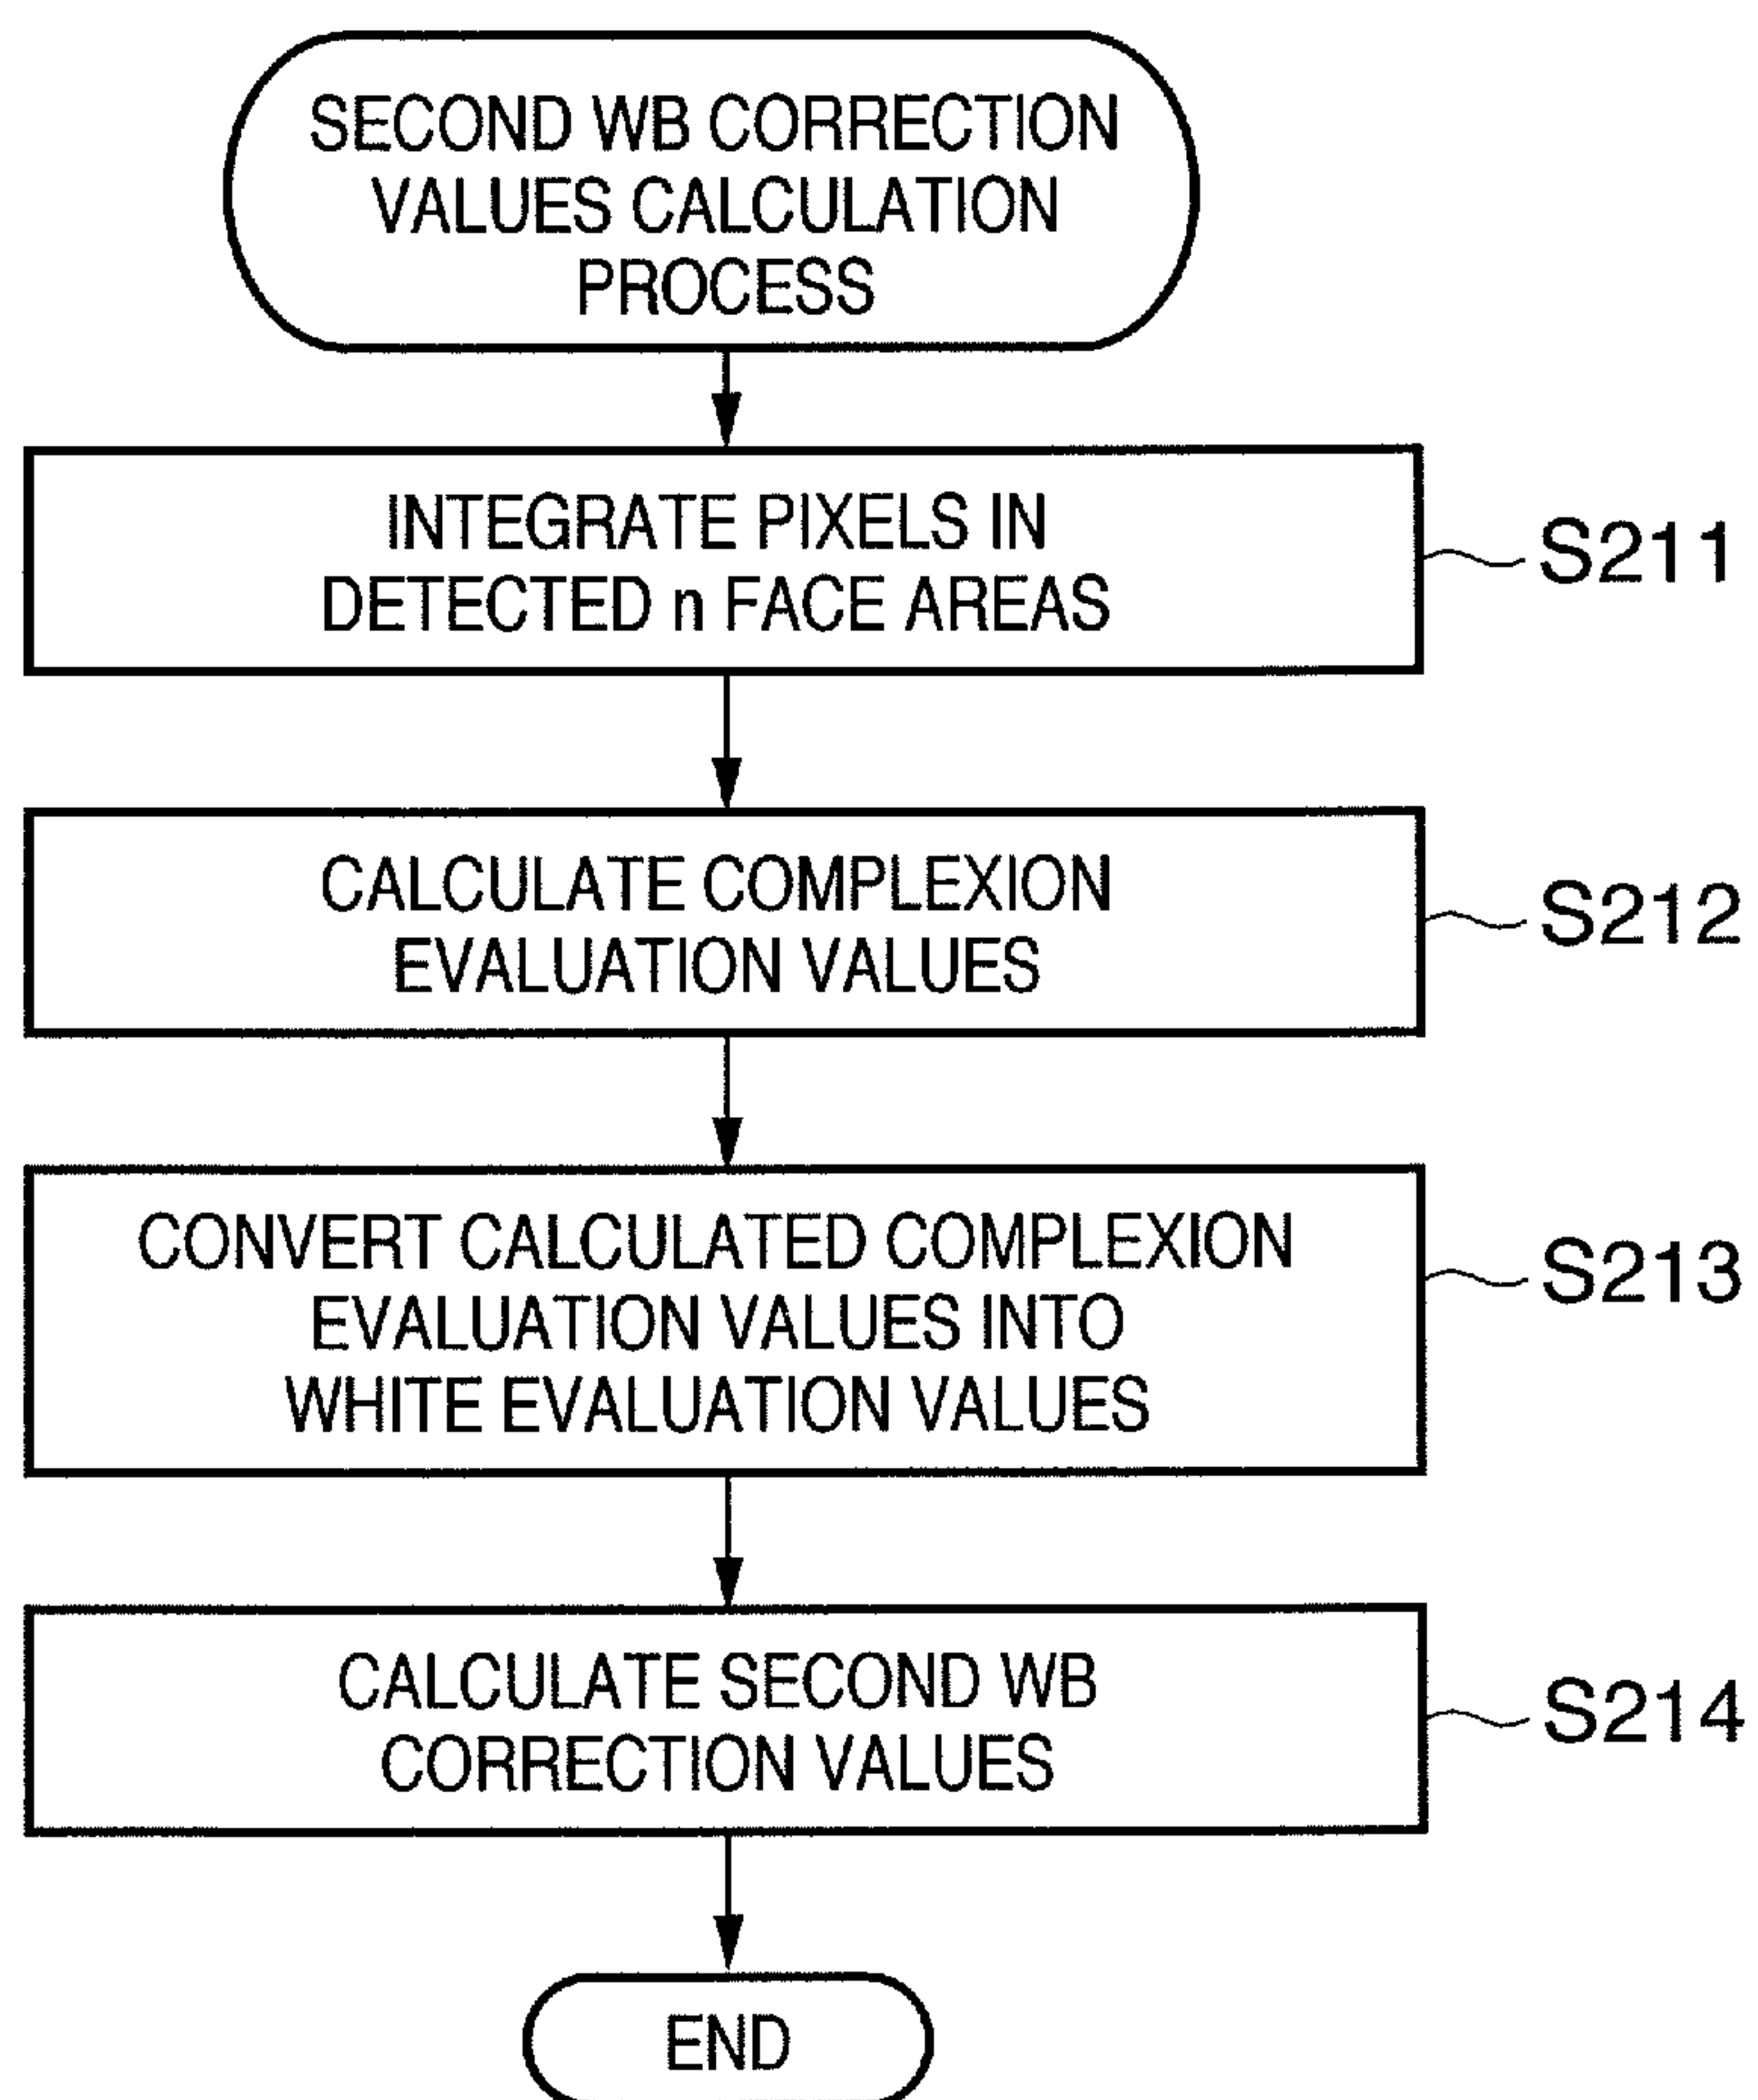 SECOND WB CORRECTION
VALUES CALCULATION
PROCESS
INTEGRATE PIXELS IN
DETECTED n FACE AREAS
S211
CALCULATE COMPLEXION
EVALUATION VALUES
S212
CONVERT CALCULATED COMPLEXION
EVALUATION VALUES INTO
WHITE EVALUATION VALUES
S213
CALCULATE SECOND WB
CORRECTION VALUES
S214
END